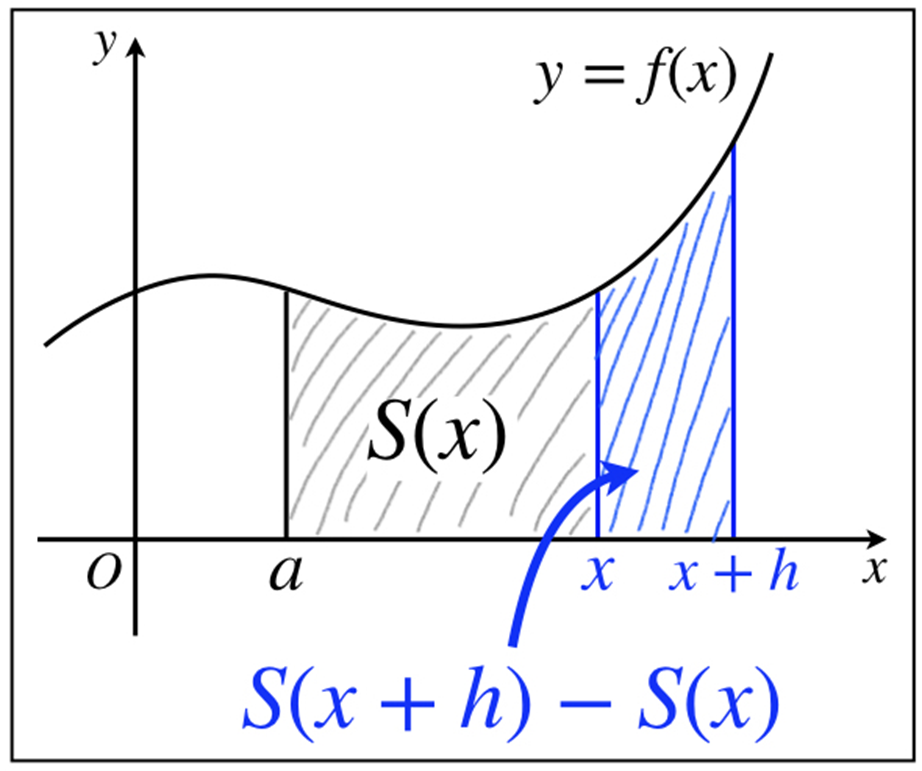 y
y = f(x)
S(x)
O a x x + h x
S(x + h) − S(x)